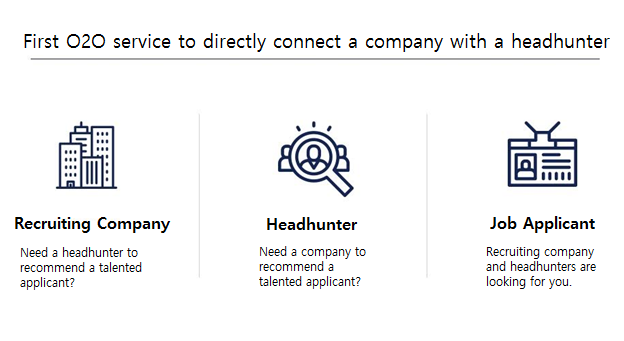 First O2O service to directly connect a company with a headhunter
Recruiting Company
Need a headhunter to
recommend a talented
applicant?
Headhunter
Need a company to
recommend a
talented applicant?
Job Applicant
Recruiting company
and headhunters are
looking for you.